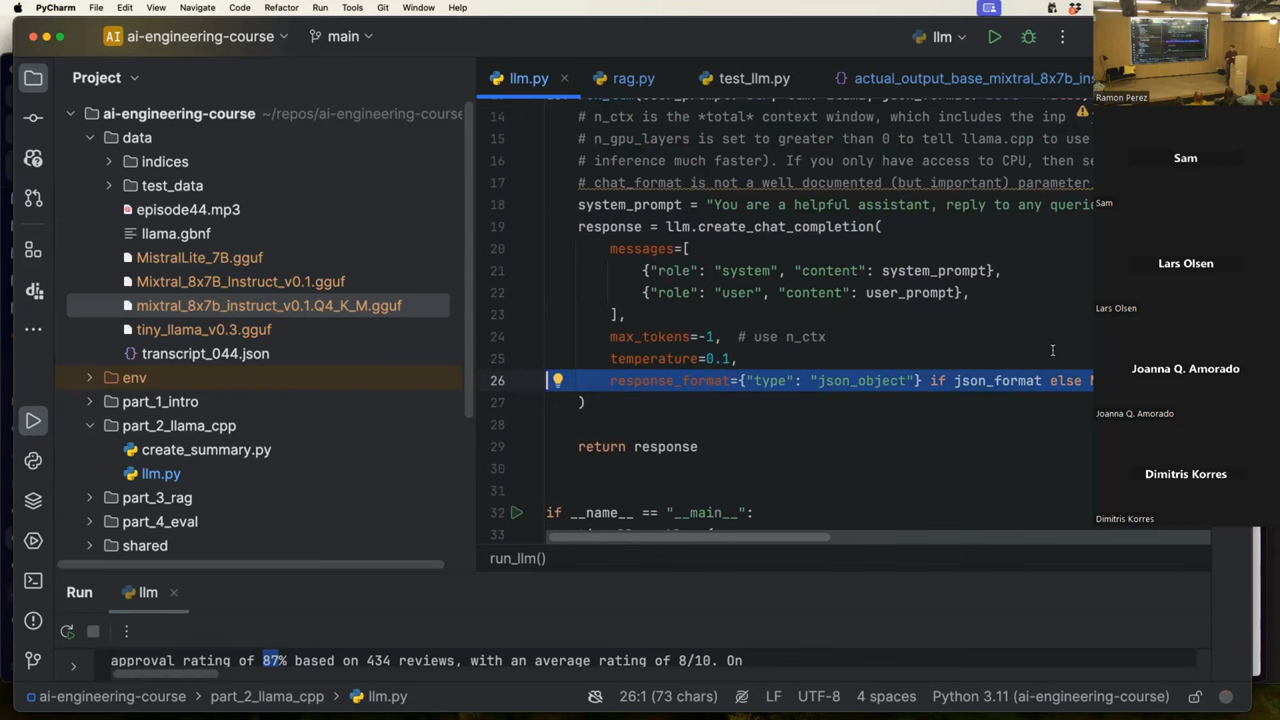 PyCharm File Edit View Navigate Code Refactor Run Tools Git Window Help
AI ai-engineering-course main llm
Project
llm.py rag.py test_llm.py actual_output_base_mixtral_8x7b_ins
ai-engineering-course ~/repos/ai-engineering-course
data
indices
test_data
episode44.mp3
llama.gbnf
MistralLite_7B.gguf
Mixtral_8x7B_Instruct_v0.1.gguf
mixtral_8x7b_instruct_v0.1.Q4_K_M.gguf
tiny_llama_v0.3.gguf
transcript_044.json
env
part_1_intro
part_2_llama_cpp
create_summary.py
llm.py
part_3_rag
part_4_eval
shared
14 # n_ctx is the *total* context window, which includes the inp
15 # n_gpu_layers is set to greater than 0 to tell llama.cpp to use
16 # inference much faster). If you only have access to CPU, then se
17 # chat_format is not a well documented (but important) parameter
18 system_prompt = "You are a helpful assistant, reply to any querie
19 response = llm.create_chat_completion(
20 messages=[
21 {"role": "system", "content": system_prompt},
22 {"role": "user", "content": user_prompt},
23 ],
24 max_tokens=-1, # use n_ctx
25 temperature=0.1,
26 response_format={"type": "json_object"} if json_format else N
27 )
28
29 return response
30
31
32 if __name__ == "__main__":
33
run_llm()
Ramon Perez
Sam
Sam
Lars Olsen
Lars Olsen
Joanna Q. Amorado
Joanna Q. Amorado
Dimitris Korres
Dimitris Korres
Run llm
approval rating of 87% based on 434 reviews, with an average rating of 8/10. On
ai-engineering-course part_2_llama_cpp llm.py 26:1 (73 chars) LF UTF-8 4 spaces Python 3.11 (ai-engineering-course)